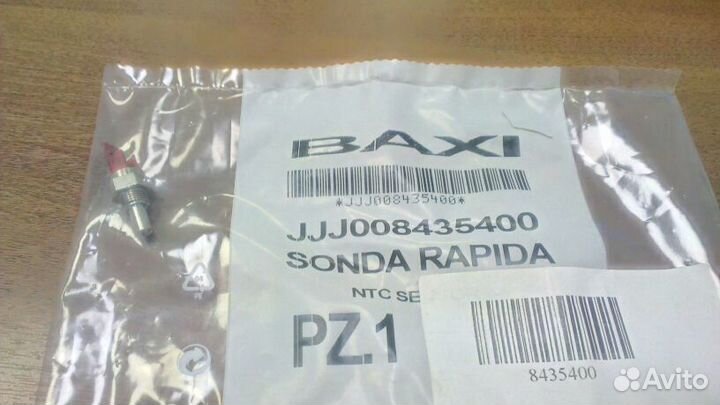 BAXI
*JJJ008435400*
JJJ008435400
SONDA RAPIDA
NTC SE
PZ.1
8435400
Avito